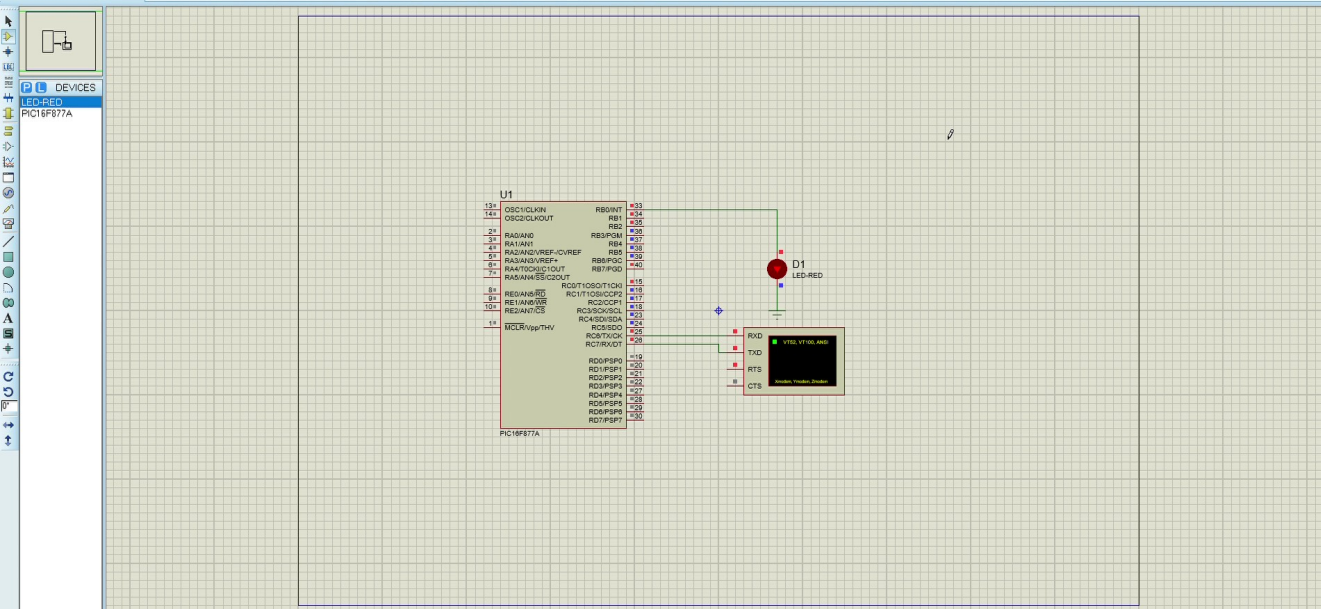 LBL
P L DEVICES
LED-RED
PIC16F877A
A
S
0°
U1
13 OSC1/CLKIN
14 OSC2/CLKOUT
2 RA0/AN0
3 RA1/AN1
4 RA2/AN2/VREF-/CVREF
5 RA3/AN3/VREF+
6 RA4/T0CKI/C1OUT
7 RA5/AN4/SS/C2OUT
8 RE0/AN5/RD
9 RE1/AN6/WR
10 RE2/AN7/CS
1 MCLR/Vpp/THV
RB0/INT 33
RB1 34
RB2 35
RB3/PGM 36
RB4 37
RB5 38
RB6/PGC 39
RB7/PGD 40
RC0/T1OSO/T1CKI 15
RC1/T1OSI/CCP2 16
RC2/CCP1 17
RC3/SCK/SCL 18
RC4/SDI/SDA 23
RC5/SDO 24
RC6/TX/CK 25
RC7/RX/DT 26
RD0/PSP0 19
RD1/PSP1 20
RD2/PSP2 21
RD3/PSP3 22
RD4/PSP4 27
RD5/PSP5 28
RD6/PSP6 29
RD7/PSP7 30
PIC16F877A
D1
LED-RED
RXD
TXD
RTS
CTS
VT52, VT100, ANSI
Xmodem, Ymodem, Zmodem